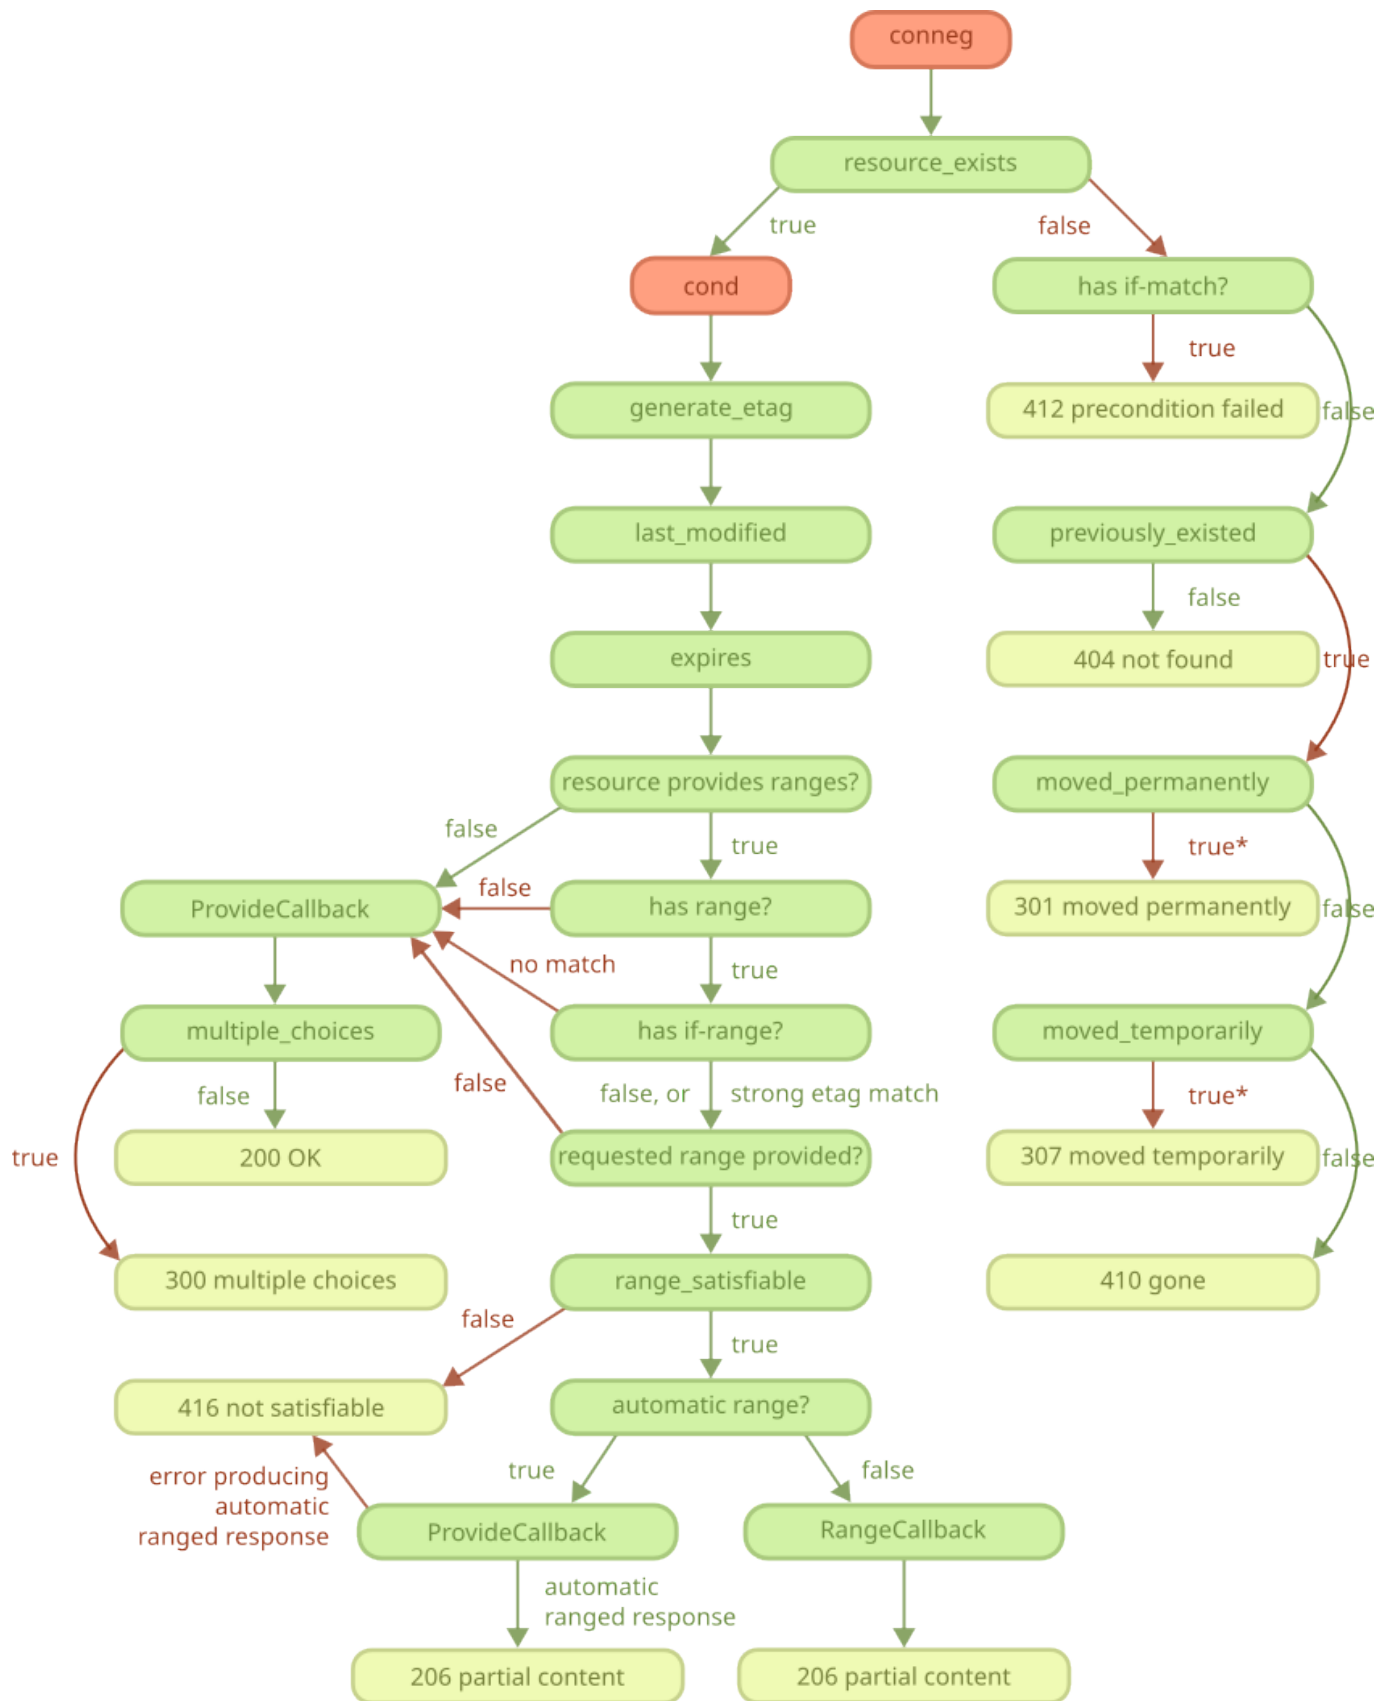 conneg
resource_exists
true
false
cond
has if-match?
true
generate_etag
412 precondition failed
false
last_modified
previously_existed
false
expires
404 not found
true
resource provides ranges?
moved_permanently
false
true
true*
false
ProvideCallback
has range?
301 moved permanently
false
no match
true
multiple_choices
has if-range?
moved_temporarily
false
false
false, or
strong etag match
true*
true
200 OK
requested range provided?
307 moved temporarily
false
true
300 multiple choices
range_satisfiable
410 gone
false
true
416 not satisfiable
automatic range?
error producing
automatic
ranged response
true
false
ProvideCallback
RangeCallback
automatic
ranged response
206 partial content
206 partial content